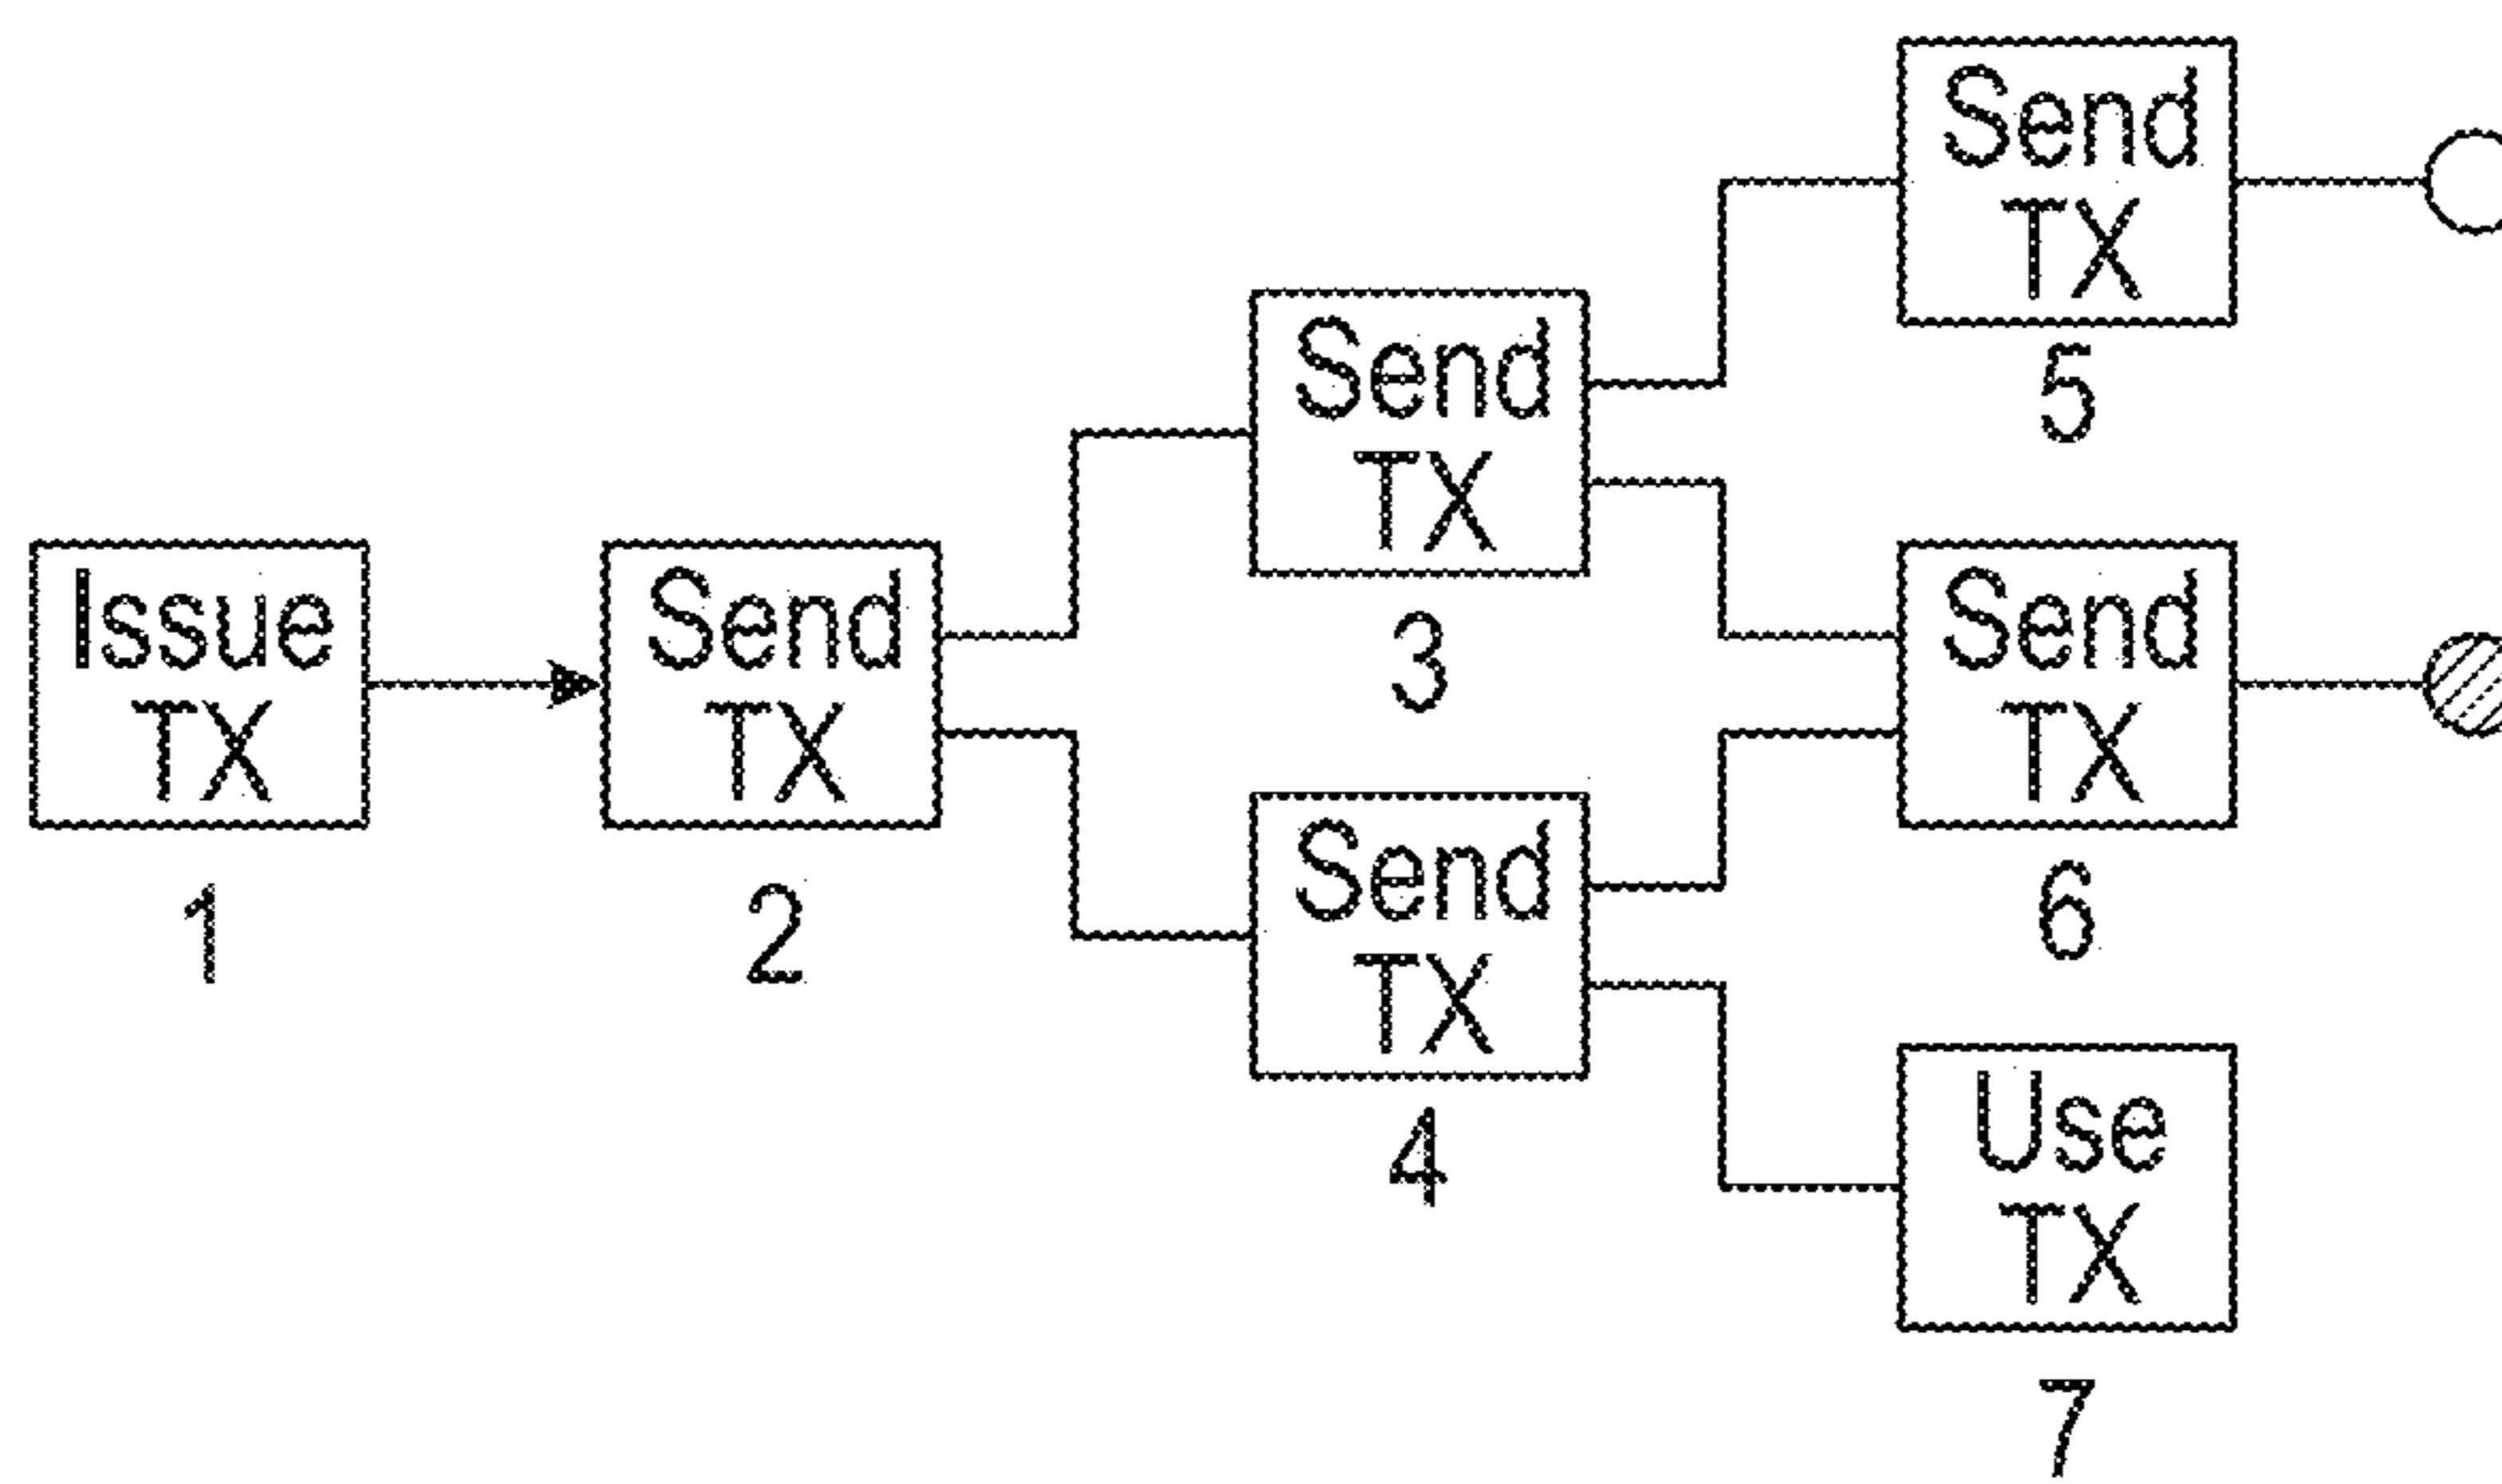 Issue
TX
1
Send
TX
2
Send
TX
3
Send
TX
4
Send
TX
5
Send
TX
6
Use
TX
7